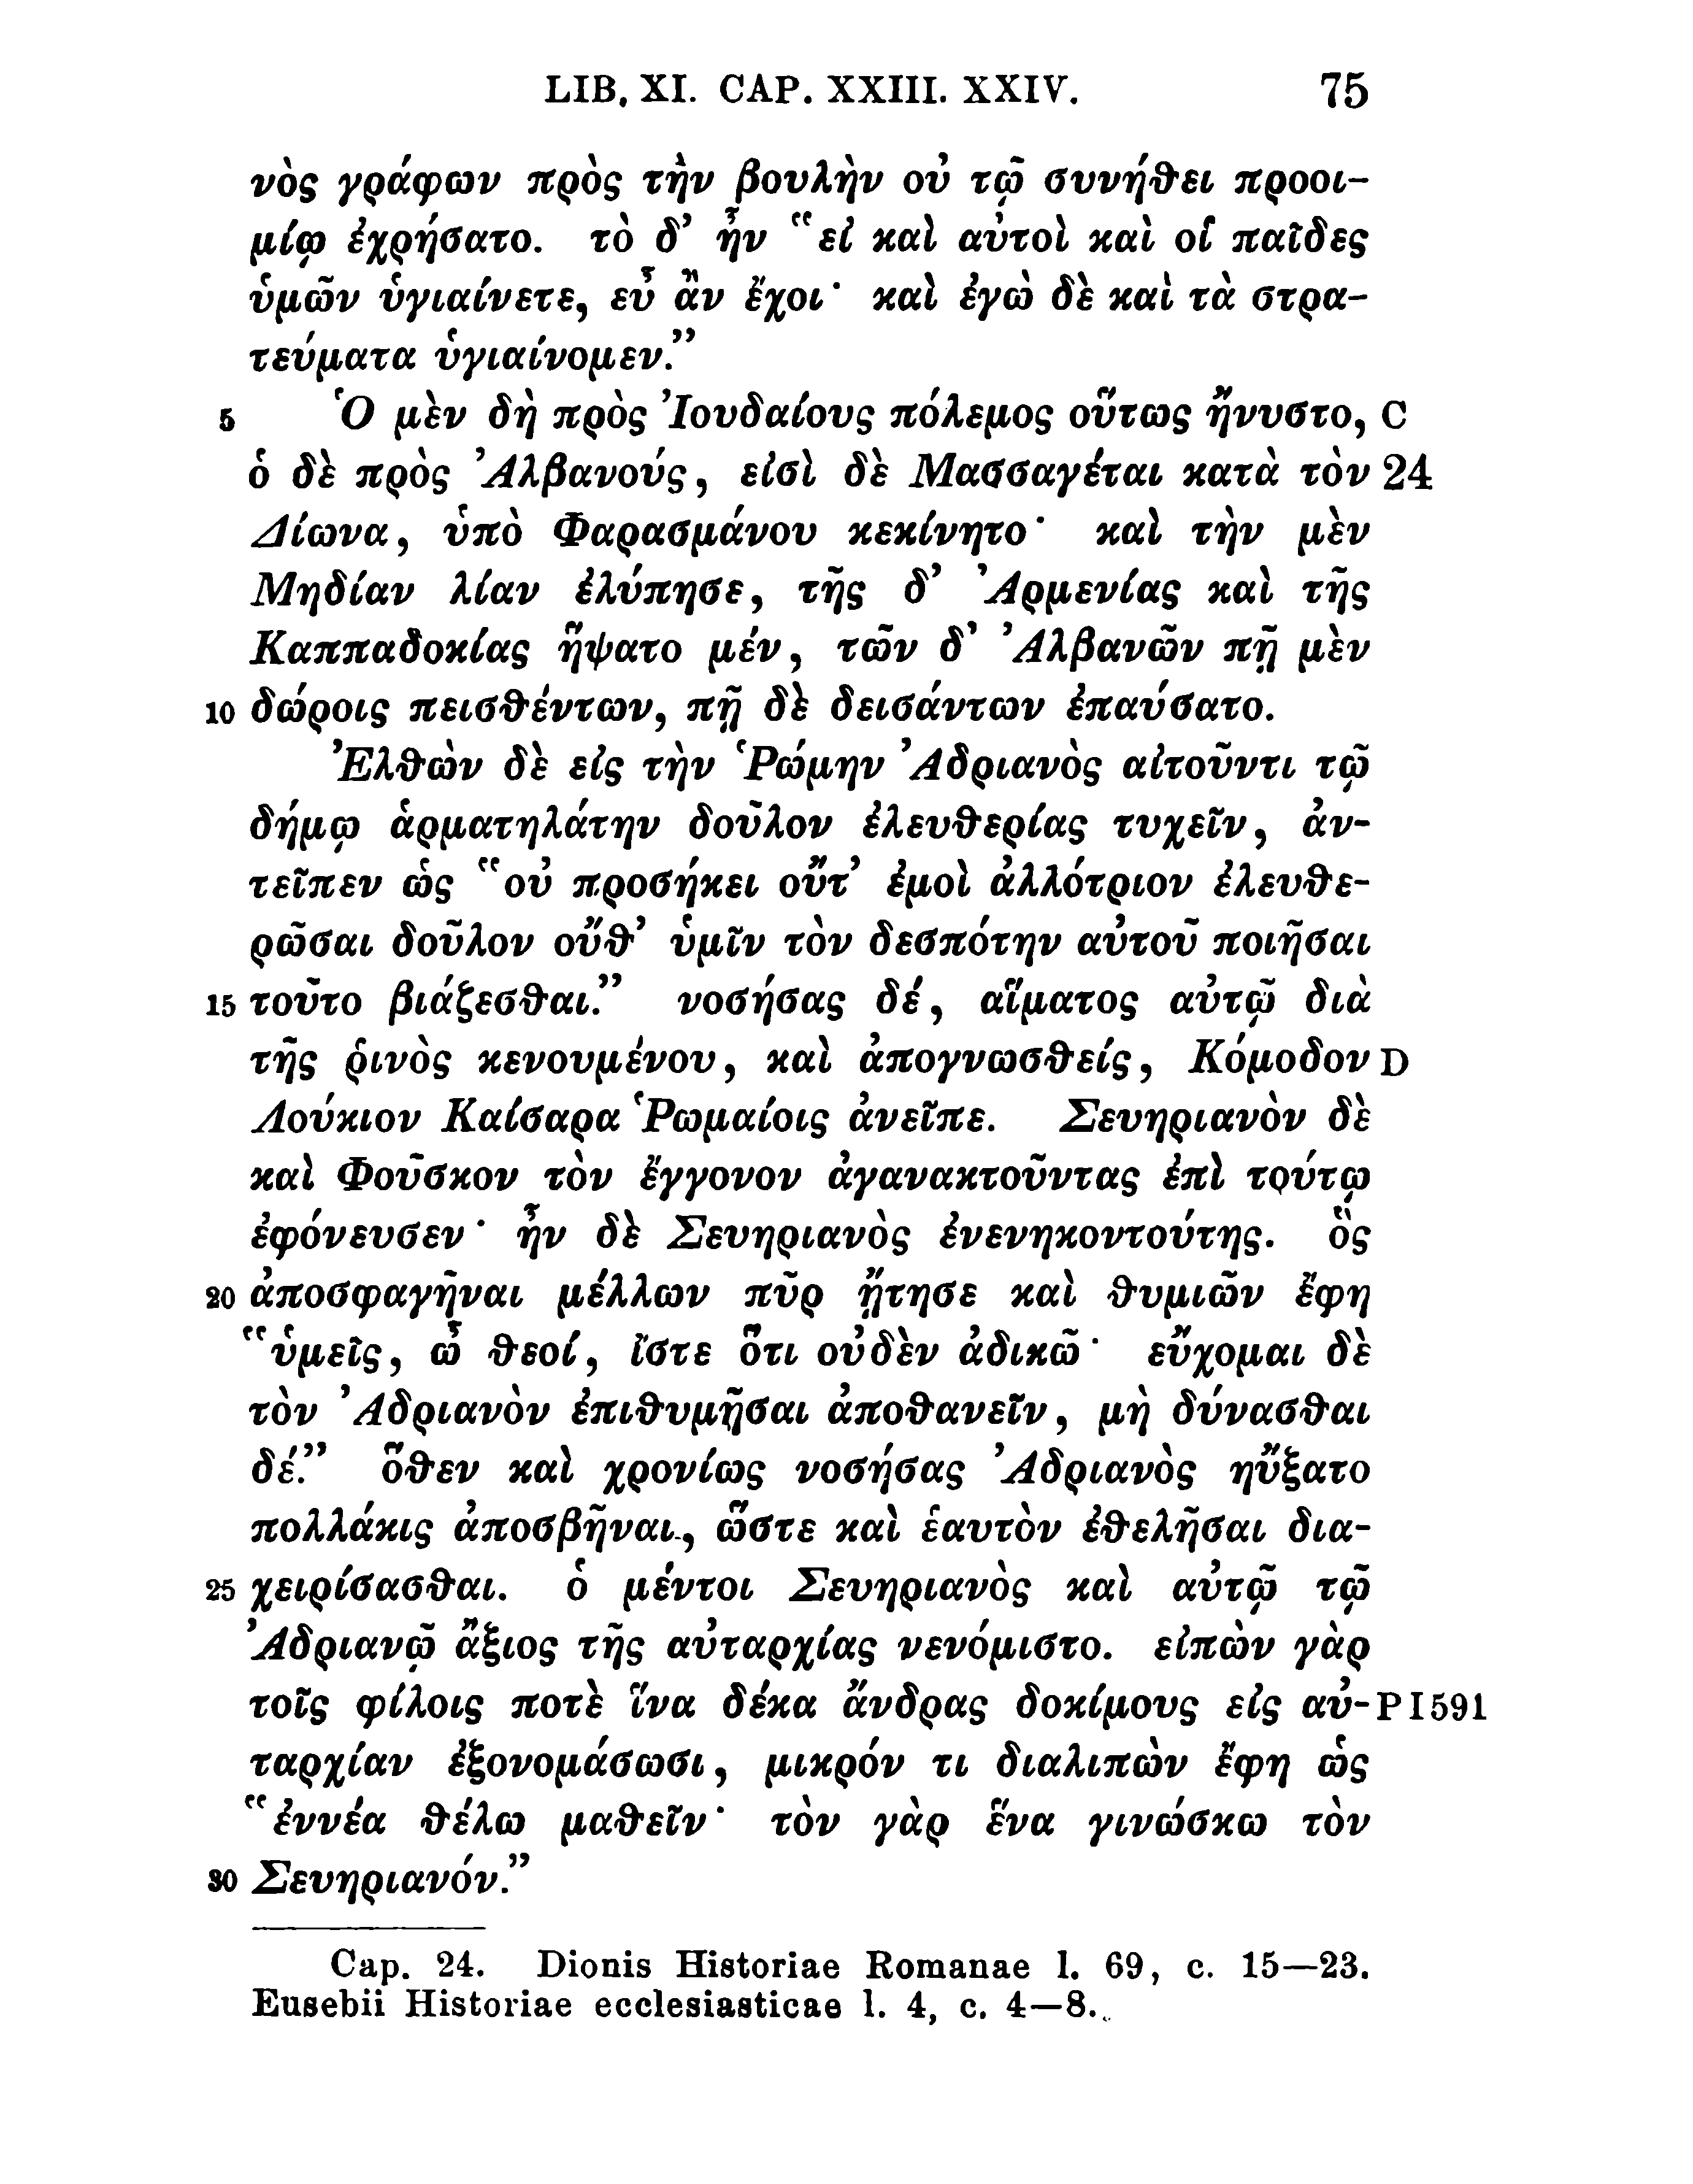 LIB. XI. CAP. XXIII. XXIV. 75
νὸς γράφων πρὸς τὴν βουλὴν οὐ τῷ συνήθει προοι-
μίῳ ἐχρήσατο. τὸ δ’ ἦν “εἰ καὶ αὐτοὶ καὶ οἱ παῖδες
ὑμῶν ὑγιαίνετε, εὖ ἂν ἔχοι· καὶ ἐγὼ δὲ καὶ τὰ στρα-
τεύματα ὑγιαίνομεν.”
5 Ὁ μὲν δὴ πρὸς Ἰουδαίους πόλεμος οὕτως ἤνυστο, C
ὁ δὲ πρὸς Ἀλβανούς, εἰσὶ δὲ Μασσαγέται κατὰ τὸν 24
Δίωνα, ὑπὸ Φαρασμάνου κεκίνητο· καὶ τὴν μὲν
Μηδίαν λίαν ἐλύπησε, τῆς δ’ Ἀρμενίας καὶ τῆς
Καππαδοκίας ἥψατο μέν, τῶν δ’ Ἀλβανῶν πῇ μὲν
10 δώροις πεισθέντων, πῇ δὲ δεισάντων ἐπαύσατο.
Ἐλθὼν δὲ εἰς τὴν Ῥώμην Ἀδριανὸς αἰτοῦντι τῷ
δήμῳ ἁρματηλάτην δοῦλον ἐλευθερίας τυχεῖν, ἀν-
τεῖπεν ὡς “οὐ προσήκει οὔτ’ ἐμοὶ ἀλλότριον ἐλευθε-
ρῶσαι δοῦλον οὔθ’ ὑμῖν τὸν δεσπότην αὐτοῦ ποιῆσαι
15 τοῦτο βιάζεσθαι.” νοσήσας δέ, αἵματος αὐτῷ διὰ
τῆς ῥινὸς κενουμένου, καὶ ἀπογνωσθείς, Κόμοδον D
Λούκιον Καίσαρα Ῥωμαίοις ἀνεῖπε. Σευηριανὸν δὲ
καὶ Φοῦσκον τὸν ἔγγονον ἀγανακτοῦντας ἐπὶ τούτῳ
ἐφόνευσεν· ἦν δὲ Σευηριανὸς ἐνενηκοντούτης. ὃς
20 ἀποσφαγῆναι μέλλων πῦρ ᾔτησε καὶ θυμιῶν ἔφη
“ὑμεῖς, ὦ θεοί, ἴστε ὅτι οὐδὲν ἀδικῶ· εὔχομαι δὲ
τὸν Ἀδριανὸν ἐπιθυμῆσαι ἀποθανεῖν, μὴ δύνασθαι
δέ.” ὅθεν καὶ χρονίως νοσήσας Ἀδριανὸς ηὔξατο
πολλάκις ἀποσβῆναι, ὥστε καὶ ἑαυτὸν ἐθελῆσαι δια-
25 χειρίσασθαι. ὁ μέντοι Σευηριανὸς καὶ αὐτῷ τῷ
Ἀδριανῷ ἄξιος τῆς αὐταρχίας νενόμιστο. εἰπὼν γὰρ
τοῖς φίλοις ποτὲ ἵνα δέκα ἄνδρας δοκίμους εἰς αὐ- P I 591
ταρχίαν ἐξονομάσωσι, μικρόν τι διαλιπὼν ἔφη ὡς
“ἐννέα θέλω μαθεῖν· τὸν γὰρ ἕνα γινώσκω τὸν
30 Σευηριανόν.”
Cap. 24. Dionis Historiae Romanae l. 69, c. 15—23.
Eusebii Historiae ecclesiasticae l. 4, c. 4—8.